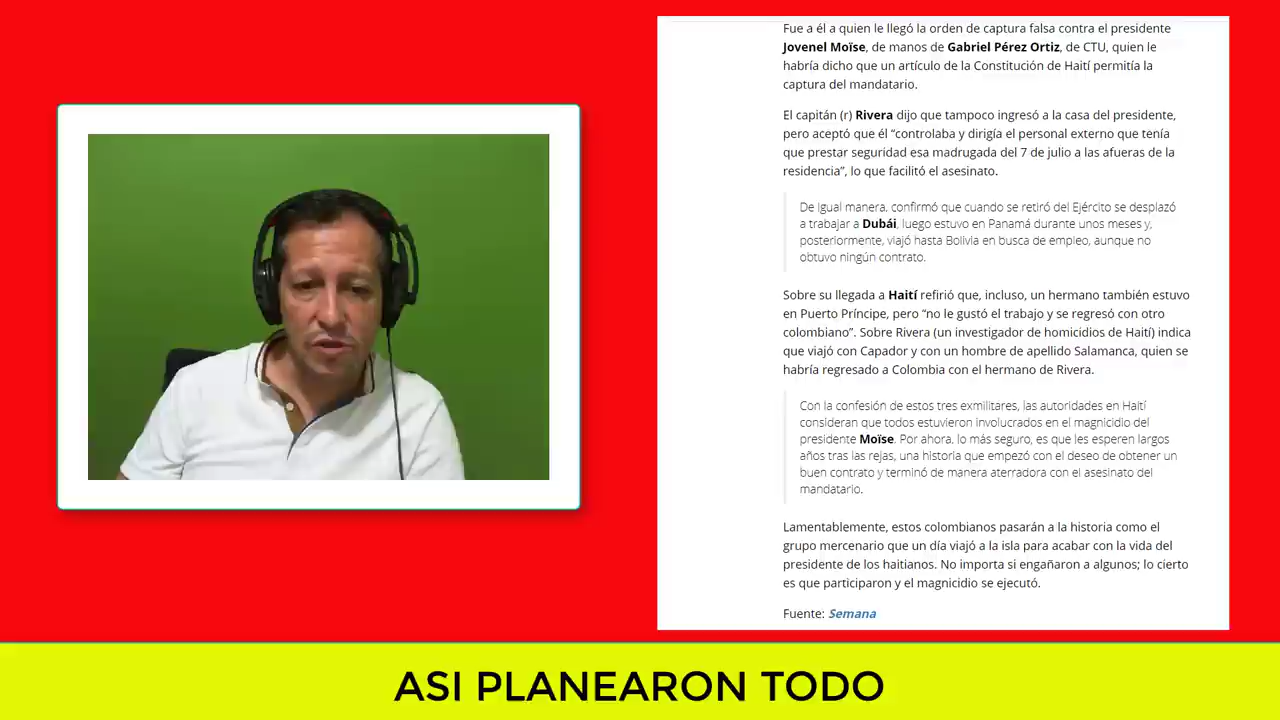 Fue a él a quien le llegó la orden de captura falsa contra el presidente
Jovenel Moïse, de manos de Gabriel Pérez Ortiz, de CTU, quien le
habría dicho que un artículo de la Constitución de Haití permitía la
captura del mandatario.
El capitán (r) Rivera dijo que tampoco ingresó a la casa del presidente,
pero aceptó que él “controlaba y dirigía el personal externo que tenía
que prestar seguridad esa madrugada del 7 de julio a las afueras de la
residencia”, lo que facilitó el asesinato.
De igual manera, confirmó que cuando se retiró del Ejército se desplazó
a trabajar a Dubái, luego estuvo en Panamá durante unos meses y,
posteriormente, viajó hasta Bolivia en busca de empleo, aunque no
obtuvo ningún contrato.
Sobre su llegada a Haití refirió que, incluso, un hermano también estuvo
en Puerto Príncipe, pero “no le gustó el trabajo y se regresó con otro
colombiano”. Sobre Rivera (un investigador de homicidios de Haití) indica
que viajó con Capador y con un hombre de apellido Salamanca, quien se
habría regresado a Colombia con el hermano de Rivera.
Con la confesión de estos tres exmilitares, las autoridades en Haití
consideran que todos estuvieron involucrados en el magnicidio del
presidente Moïse. Por ahora, lo más seguro, es que les esperen largos
años tras las rejas, una historia que empezó con el deseo de obtener un
buen contrato y terminó de manera aterradora con el asesinato del
mandatario.
Lamentablemente, estos colombianos pasarán a la historia como el
grupo mercenario que un día viajó a la isla para acabar con la vida del
presidente de los haitianos. No importa si engañaron a algunos; lo cierto
es que participaron y el magnicidio se ejecutó.
Fuente: Semana
ASI PLANEARON TODO